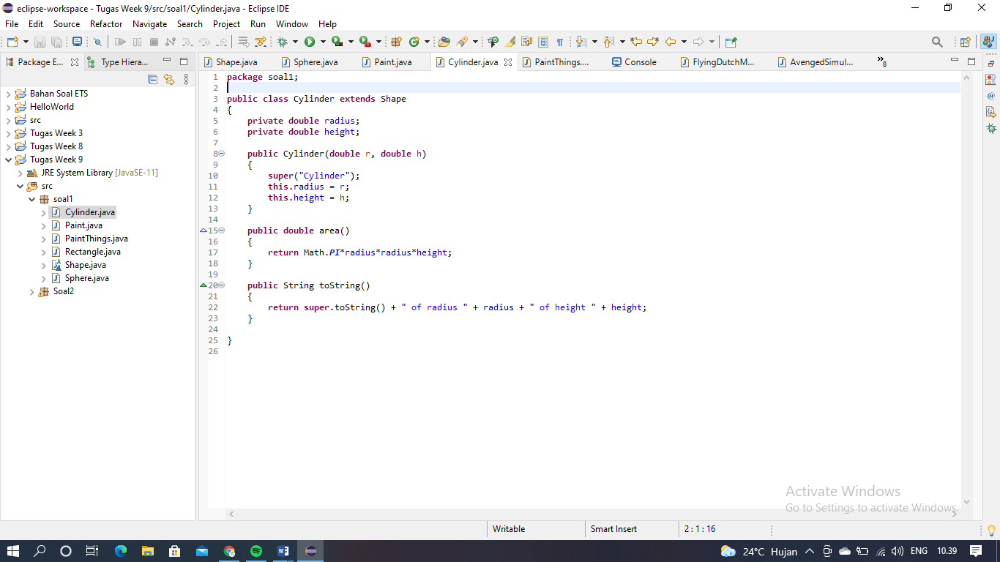 eclipse-workspace - Tugas Week 9/src/soal1/Cylinder.java - Eclipse IDE
File Edit Source Refactor Navigate Search Project Run Window Help
Package E... Type Hiera...
Shape.java Sphere.java Paint.java Cylinder.java PaintThings.... Console FlyingDutchM... AvengedSimul... »8
Bahan Soal ETS
HelloWorld
src
Tugas Week 3
Tugas Week 8
Tugas Week 9
JRE System Library [JavaSE-11]
src
soal1
Cylinder.java
Paint.java
PaintThings.java
Rectangle.java
Shape.java
Sphere.java
Soal2
1 package soal1;
2
3 public class Cylinder extends Shape
4 {
5 private double radius;
6 private double height;
7
8 public Cylinder(double r, double h)
9 {
10 super("Cylinder");
11 this.radius = r;
12 this.height = h;
13 }
14
15 public double area()
16 {
17 return Math.PI*radius*radius*height;
18 }
19
20 public String toString()
21 {
22 return super.toString() + " of radius " + radius + " of height " + height;
23 }
24
25 }
26
Activate Windows
Go to Settings to activate Windows.
Writable Smart Insert 2 : 1 : 16
24°C Hujan ENG 10.39